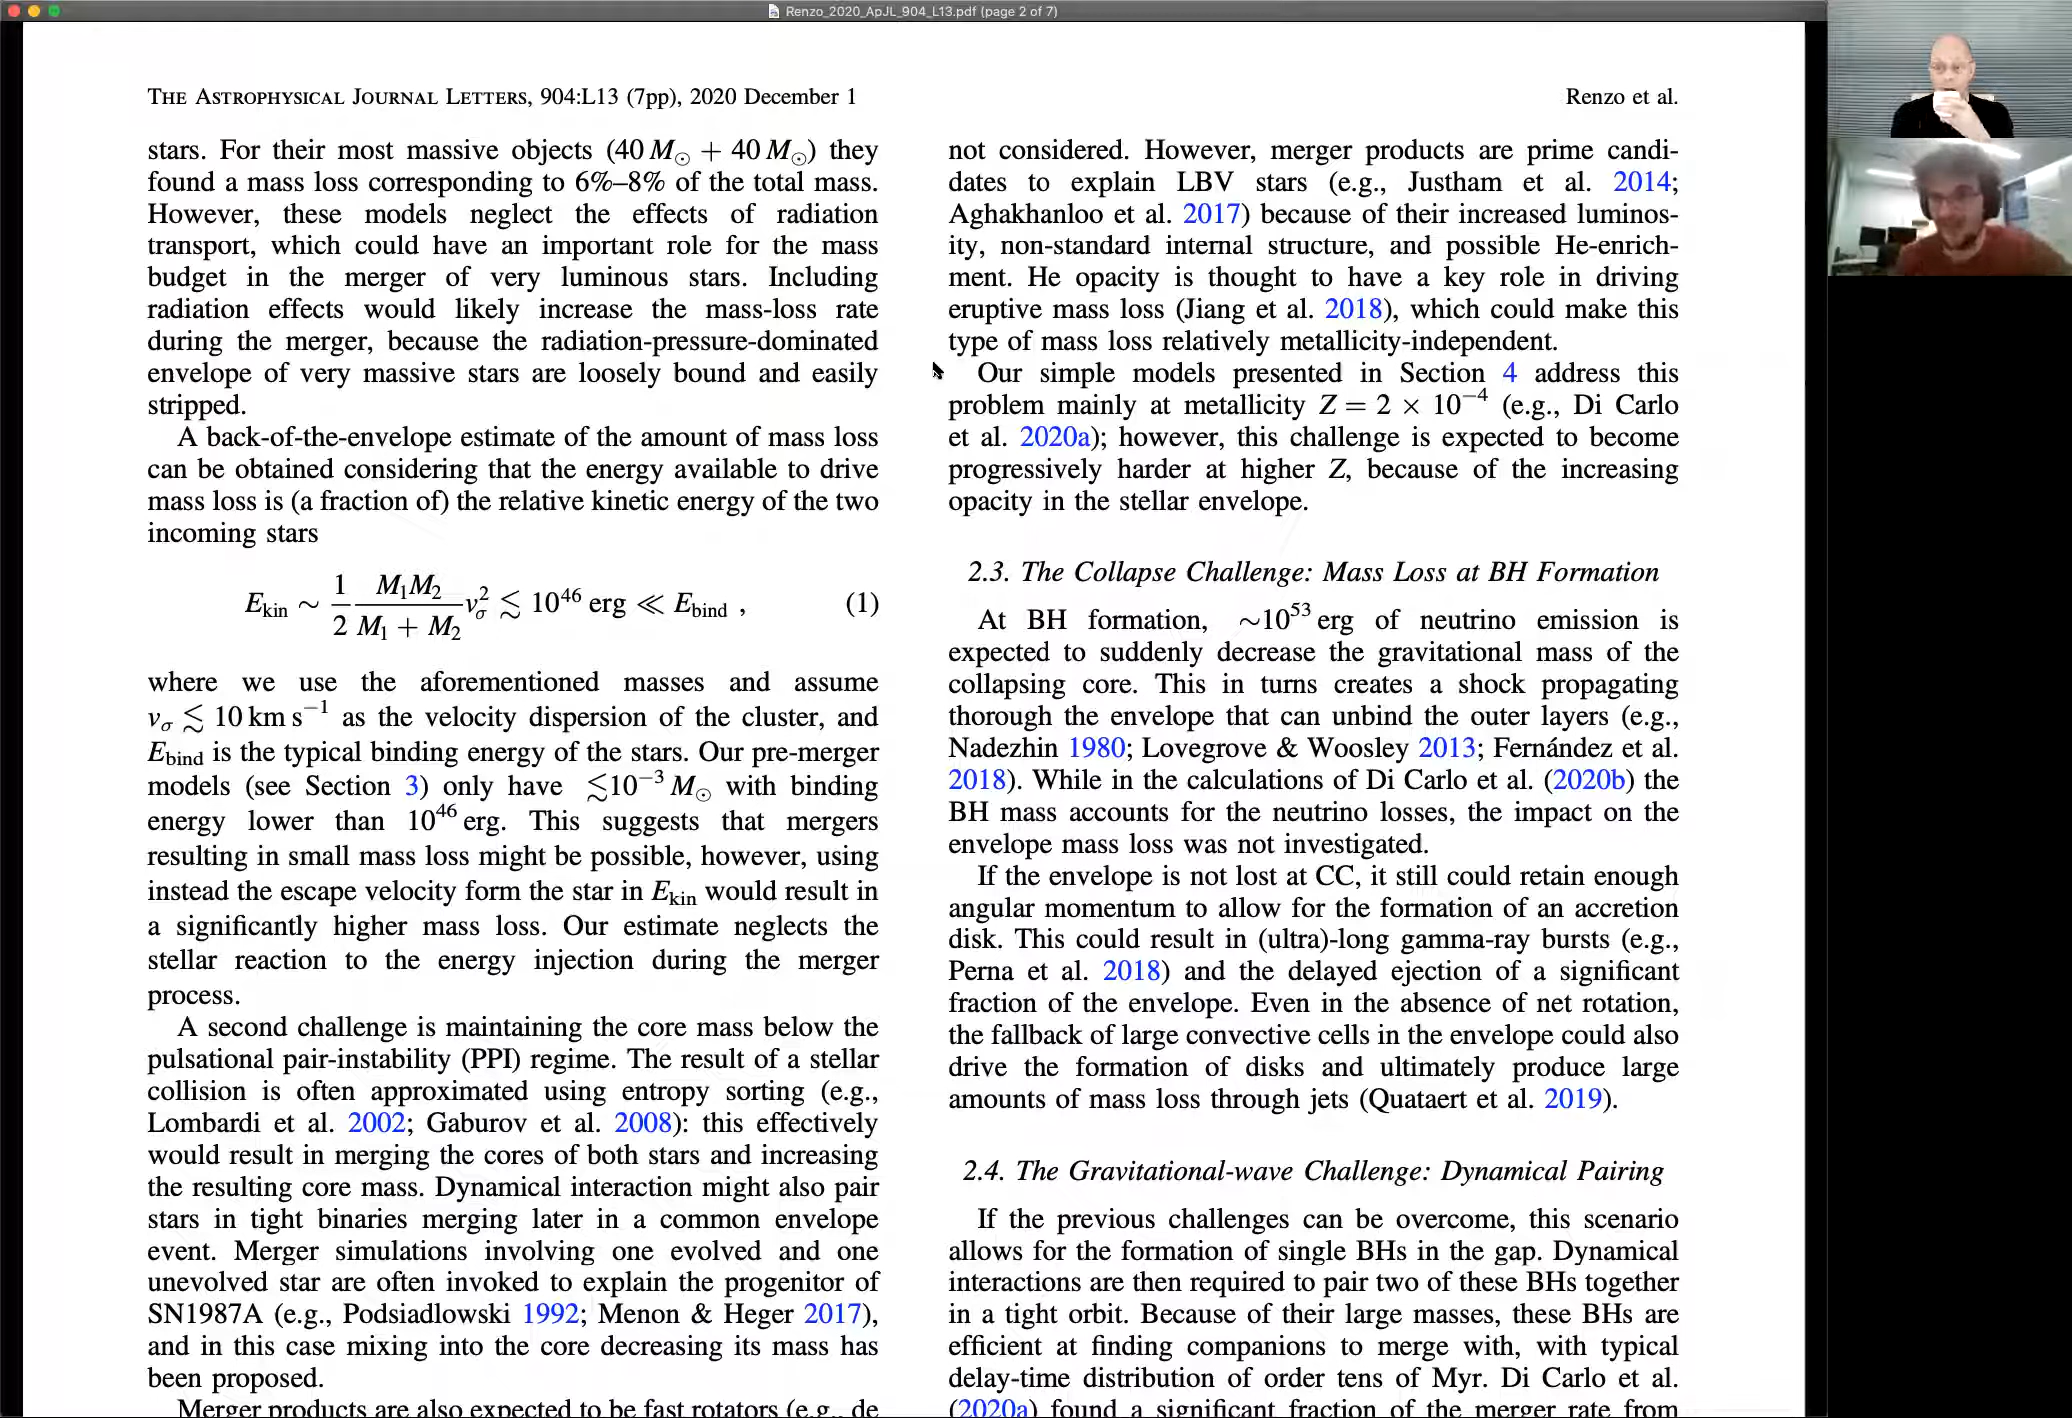 Renzo_2020_ApJL_904_L13.pdf (page 2 of 7)
THE ASTROPHYSICAL JOURNAL LETTERS, 904:L13 (7pp), 2020 December 1
Renzo et al.
stars. For their most massive objects (40 M⊙ + 40 M⊙) they
found a mass loss corresponding to 6%–8% of the total mass.
However, these models neglect the effects of radiation
transport, which could have an important role for the mass
budget in the merger of very luminous stars. Including
radiation effects would likely increase the mass-loss rate
during the merger, because the radiation-pressure-dominated
envelope of very massive stars are loosely bound and easily
stripped.
A back-of-the-envelope estimate of the amount of mass loss
can be obtained considering that the energy available to drive
mass loss is (a fraction of) the relative kinetic energy of the two
incoming stars
E_kin ∼ 1/2 M₁M₂/(M₁ + M₂) v_σ² ≲ 10⁴⁶ erg ≪ E_bind , (1)
where we use the aforementioned masses and assume
v_σ ≲ 10 km s⁻¹ as the velocity dispersion of the cluster, and
E_bind is the typical binding energy of the stars. Our pre-merger
models (see Section 3) only have ≲10⁻³ M⊙ with binding
energy lower than 10⁴⁶ erg. This suggests that mergers
resulting in small mass loss might be possible, however, using
instead the escape velocity form the star in E_kin would result in
a significantly higher mass loss. Our estimate neglects the
stellar reaction to the energy injection during the merger
process.
A second challenge is maintaining the core mass below the
pulsational pair-instability (PPI) regime. The result of a stellar
collision is often approximated using entropy sorting (e.g.,
Lombardi et al. 2002; Gaburov et al. 2008): this effectively
would result in merging the cores of both stars and increasing
the resulting core mass. Dynamical interaction might also pair
stars in tight binaries merging later in a common envelope
event. Merger simulations involving one evolved and one
unevolved star are often invoked to explain the progenitor of
SN1987A (e.g., Podsiadlowski 1992; Menon & Heger 2017),
and in this case mixing into the core decreasing its mass has
been proposed.
Merger products are also expected to be fast rotators (e.g., de
not considered. However, merger products are prime candi-
dates to explain LBV stars (e.g., Justham et al. 2014;
Aghakhanloo et al. 2017) because of their increased luminos-
ity, non-standard internal structure, and possible He-enrich-
ment. He opacity is thought to have a key role in driving
eruptive mass loss (Jiang et al. 2018), which could make this
type of mass loss relatively metallicity-independent.
Our simple models presented in Section 4 address this
problem mainly at metallicity Z = 2 × 10⁻⁴ (e.g., Di Carlo
et al. 2020a); however, this challenge is expected to become
progressively harder at higher Z, because of the increasing
opacity in the stellar envelope.
2.3. The Collapse Challenge: Mass Loss at BH Formation
At BH formation, ∼10⁵³ erg of neutrino emission is
expected to suddenly decrease the gravitational mass of the
collapsing core. This in turns creates a shock propagating
thorough the envelope that can unbind the outer layers (e.g.,
Nadezhin 1980; Lovegrove & Woosley 2013; Fernández et al.
2018). While in the calculations of Di Carlo et al. (2020b) the
BH mass accounts for the neutrino losses, the impact on the
envelope mass loss was not investigated.
If the envelope is not lost at CC, it still could retain enough
angular momentum to allow for the formation of an accretion
disk. This could result in (ultra)-long gamma-ray bursts (e.g.,
Perna et al. 2018) and the delayed ejection of a significant
fraction of the envelope. Even in the absence of net rotation,
the fallback of large convective cells in the envelope could also
drive the formation of disks and ultimately produce large
amounts of mass loss through jets (Quataert et al. 2019).
2.4. The Gravitational-wave Challenge: Dynamical Pairing
If the previous challenges can be overcome, this scenario
allows for the formation of single BHs in the gap. Dynamical
interactions are then required to pair two of these BHs together
in a tight orbit. Because of their large masses, these BHs are
efficient at finding companions to merge with, with typical
delay-time distribution of order tens of Myr. Di Carlo et al.
(2020a) found a significant fraction of the merger rate from